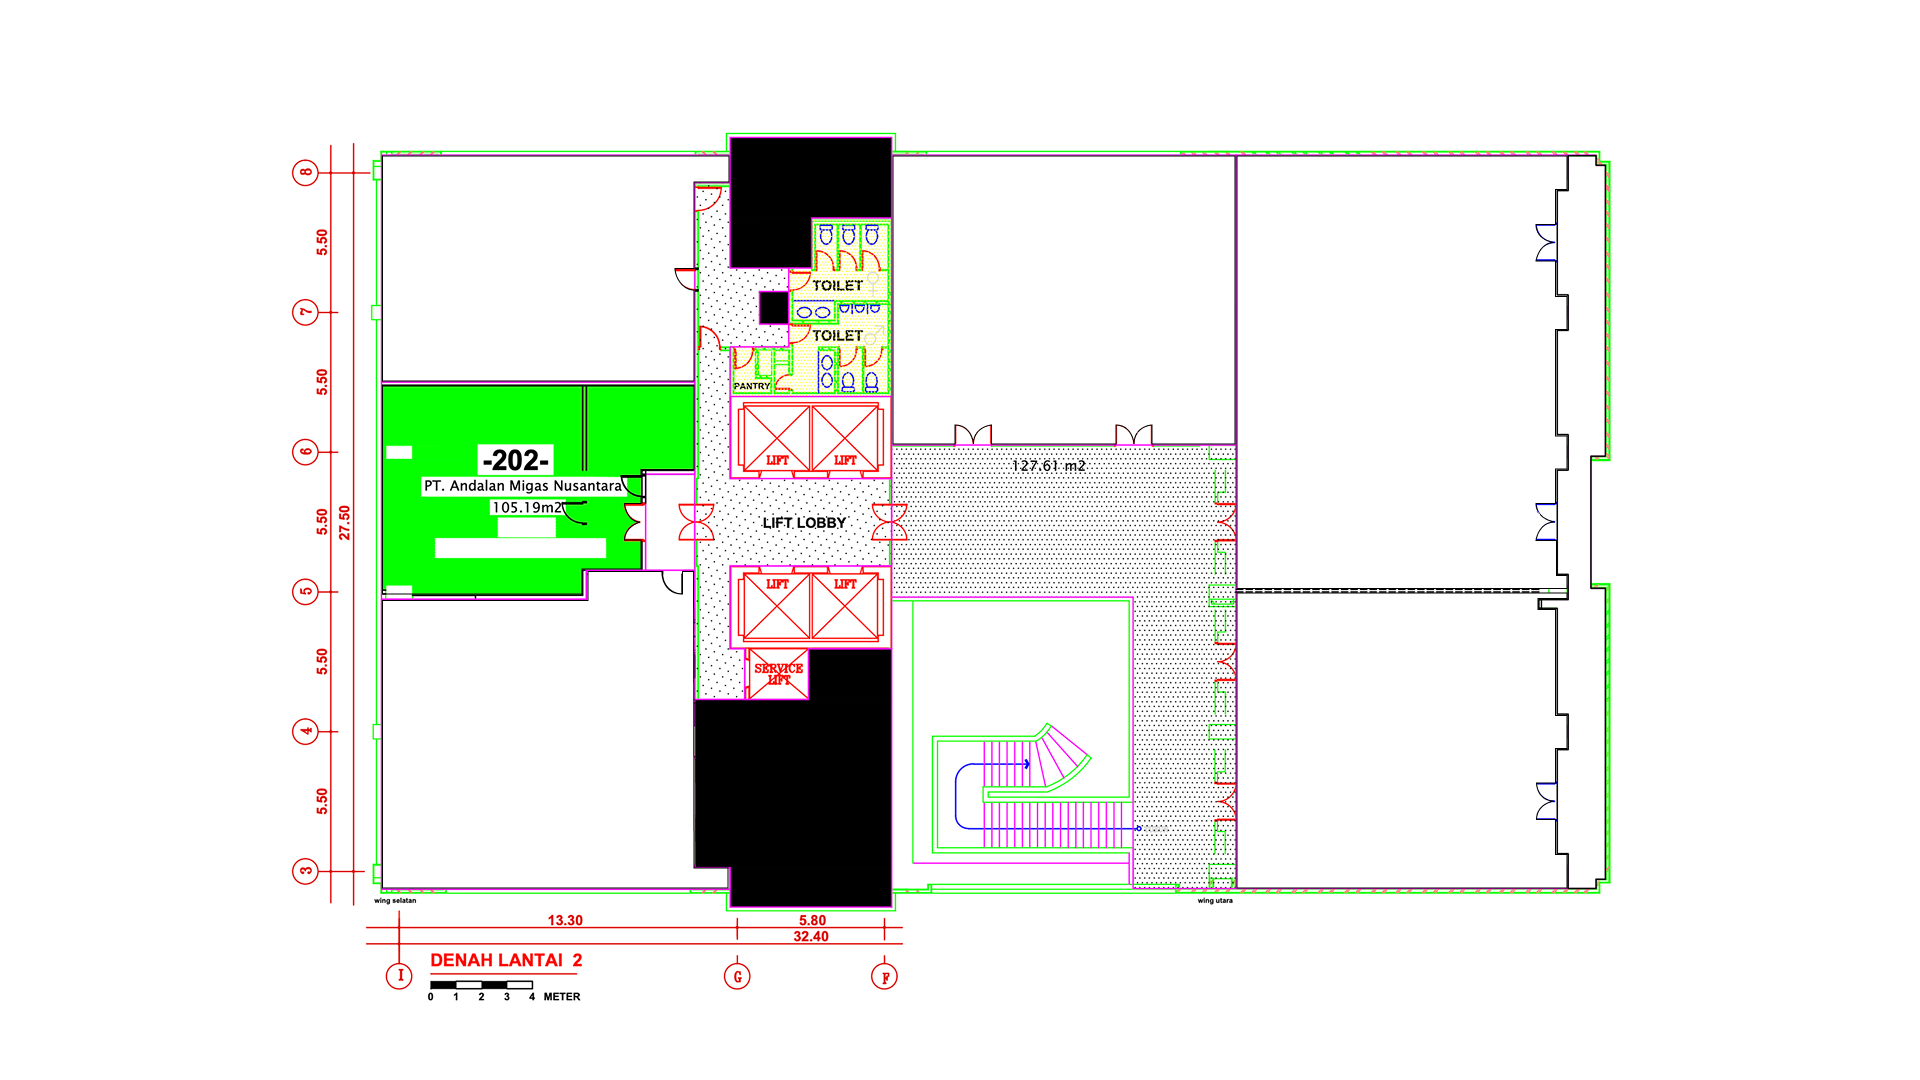 8
7
6
5
4
3
5.50
5.50
5.50
5.50
5.50
27.50
-202-
PT. Andalan Migas Nusantara
105.19m2
TOILET
TOILET
PANTRY
LIFT
LIFT
LIFT LOBBY
LIFT
LIFT
SERVICE
LIFT
127.61 m2
wing selatan
wing utara
13.30
5.80
32.40
DENAH LANTAI 2
I
G
F
0 1 2 3 4 METER